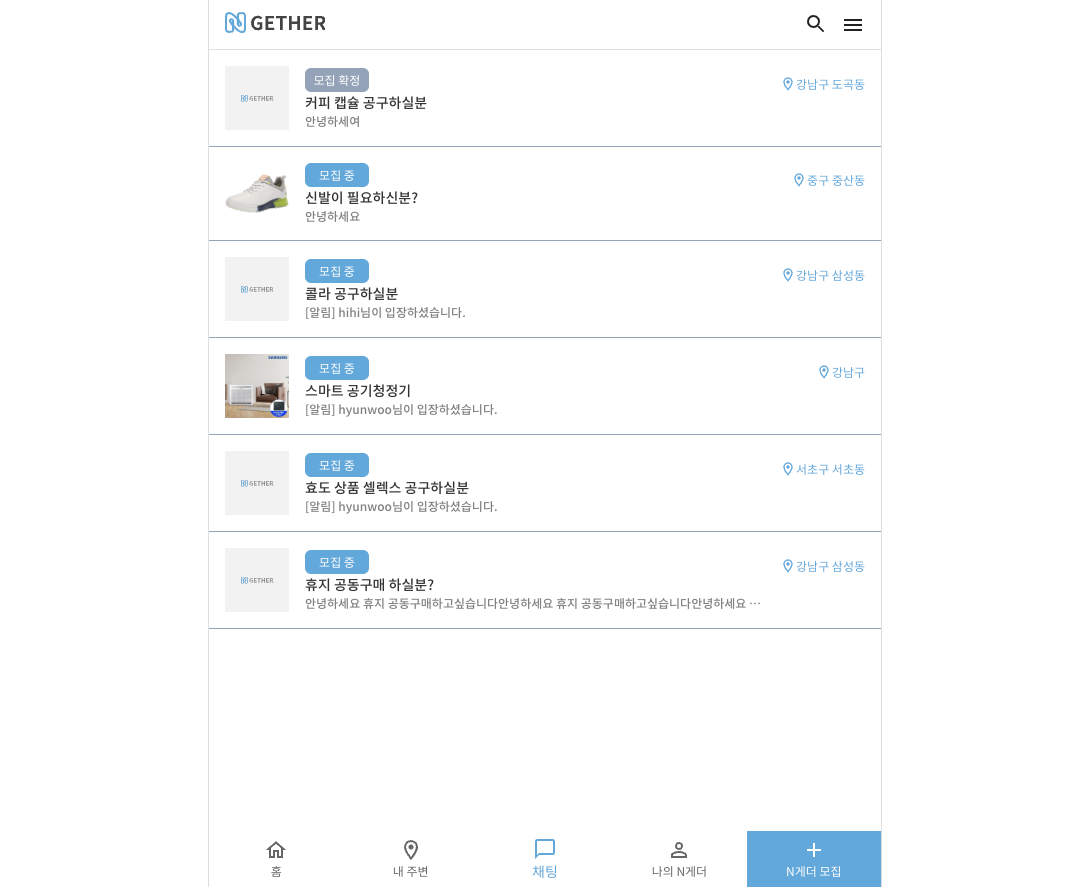 N GETHER
N GETHER
모집 확정
커피 캡슐 공구하실분
안녕하세여
강남구 도곡동
모집 중
신발이 필요하신분?
안녕하세요
중구 중산동
N GETHER
모집 중
콜라 공구하실분
[알림] hihi님이 입장하셨습니다.
강남구 삼성동
SAMSUNG
모집 중
스마트 공기청정기
[알림] hyunwoo님이 입장하셨습니다.
강남구
N GETHER
모집 중
효도 상품 셀렉스 공구하실분
[알림] hyunwoo님이 입장하셨습니다.
서초구 서초동
N GETHER
모집 중
휴지 공동구매 하실분?
안녕하세요 휴지 공동구매하고싶습니다안녕하세요 휴지 공동구매하고싶습니다안녕하세요 …
강남구 삼성동
홈
내 주변
채팅
나의 N게더
N게더 모집